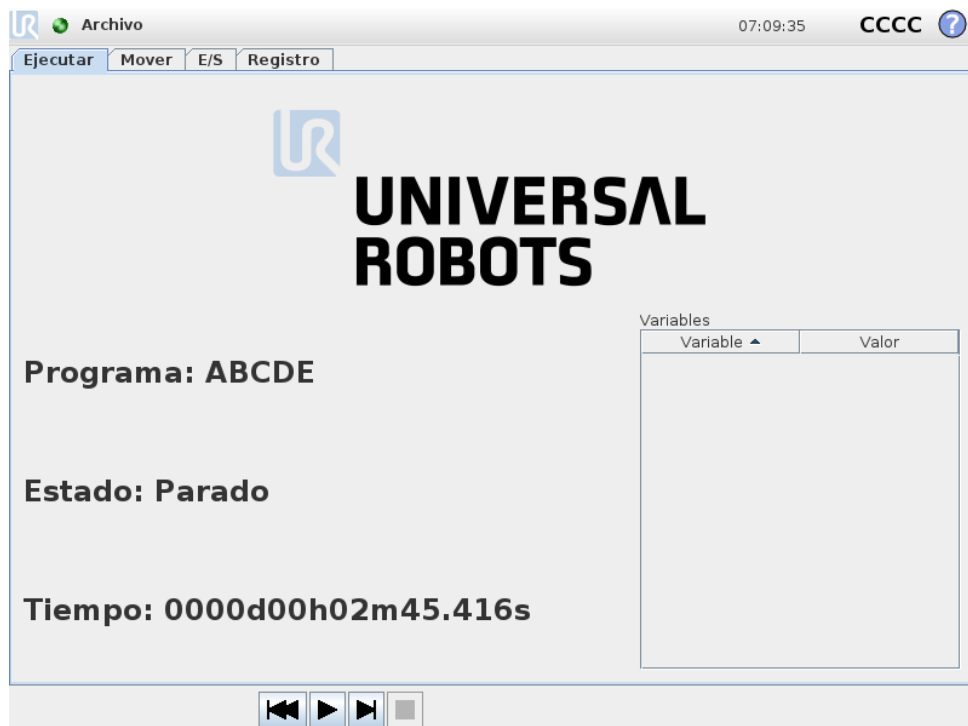 Archivo
07:09:35
CCCC
?
Ejecutar
Mover
E/S
Registro
UR
UNIVERSAL
ROBOTS
Variables
Variable
Valor
Programa: ABCDE
Estado: Parado
Tiempo: 0000d00h02m45.416s